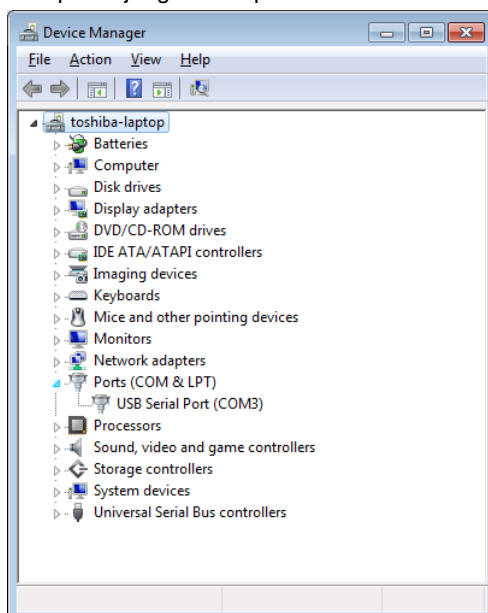 Device Manager
File Action View Help
toshiba-laptop
Batteries
Computer
Disk drives
Display adapters
DVD/CD-ROM drives
IDE ATA/ATAPI controllers
Imaging devices
Keyboards
Mice and other pointing devices
Monitors
Network adapters
Ports (COM & LPT)
USB Serial Port (COM3)
Processors
Sound, video and game controllers
Storage controllers
System devices
Universal Serial Bus controllers